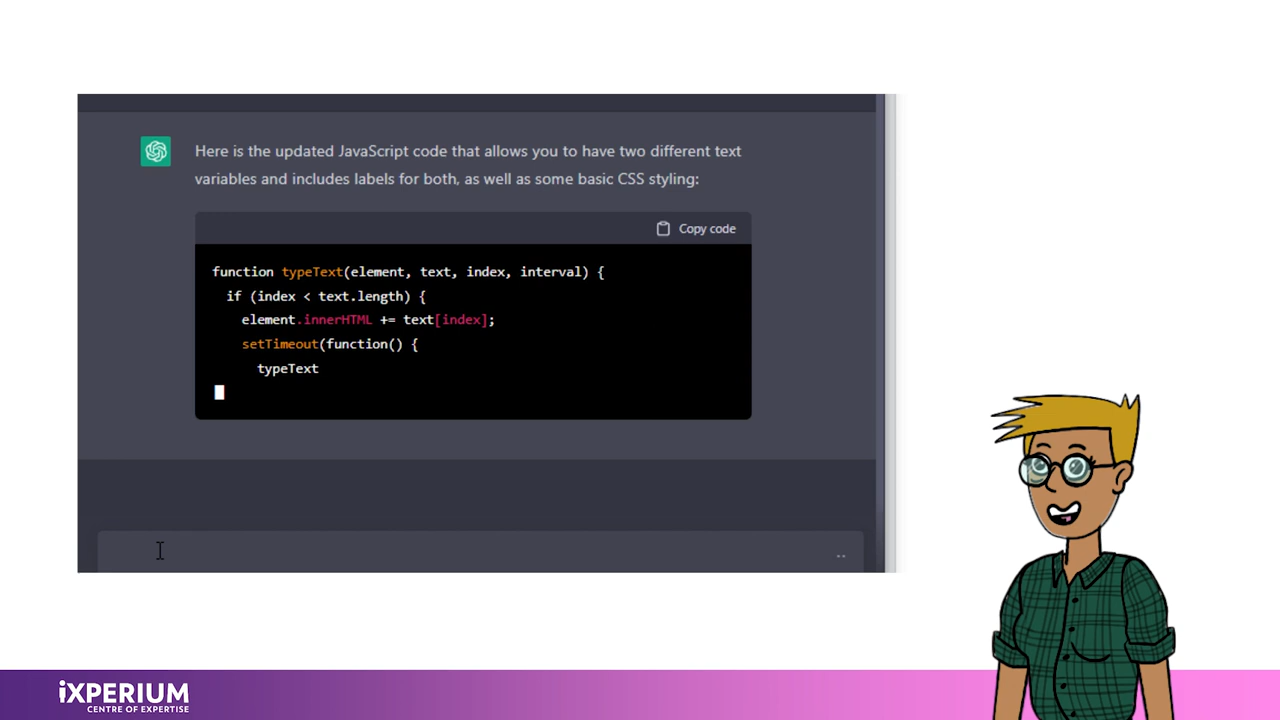 Here is the updated JavaScript code that allows you to have two different text
variables and includes labels for both, as well as some basic CSS styling:
Copy code
function typeText(element, text, index, interval) {
if (index < text.length) {
element.innerHTML += text[index];
setTimeout(function() {
typeText
iXPERIUM
CENTRE OF EXPERTISE